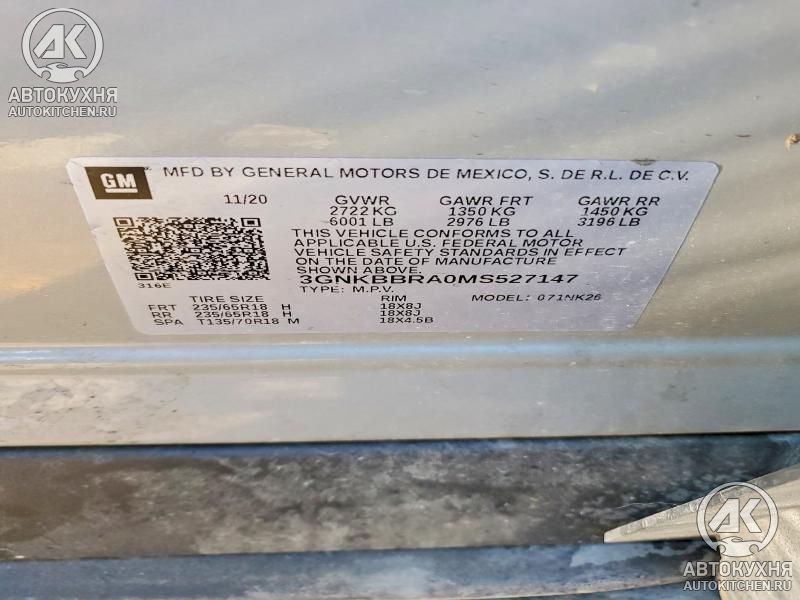 AK
АВТОКУХНЯ
AUTOKITCHEN.RU
GM
MFD BY GENERAL MOTORS DE MEXICO, S. DE R.L. DE C.V.
11/20 GVWR GAWR FRT GAWR RR
2722 KG 1350 KG 1450 KG
6001 LB 2976 LB 3196 LB
THIS VEHICLE CONFORMS TO ALL
APPLICABLE U.S. FEDERAL MOTOR
VEHICLE SAFETY STANDARDS IN EFFECT
ON THE DATE OF MANUFACTURE
SHOWN ABOVE.
316E 3GNKBBRA0MS527147
TYPE: M.P.V. MODEL: 071NK26
TIRE SIZE RIM
FRT 235/65R18 H 18X8J
RR 235/65R18 H 18X8J
SPA T135/70R18 M 18X4.5B
AK
АВТОКУХНЯ
AUTOKITCHEN.RU